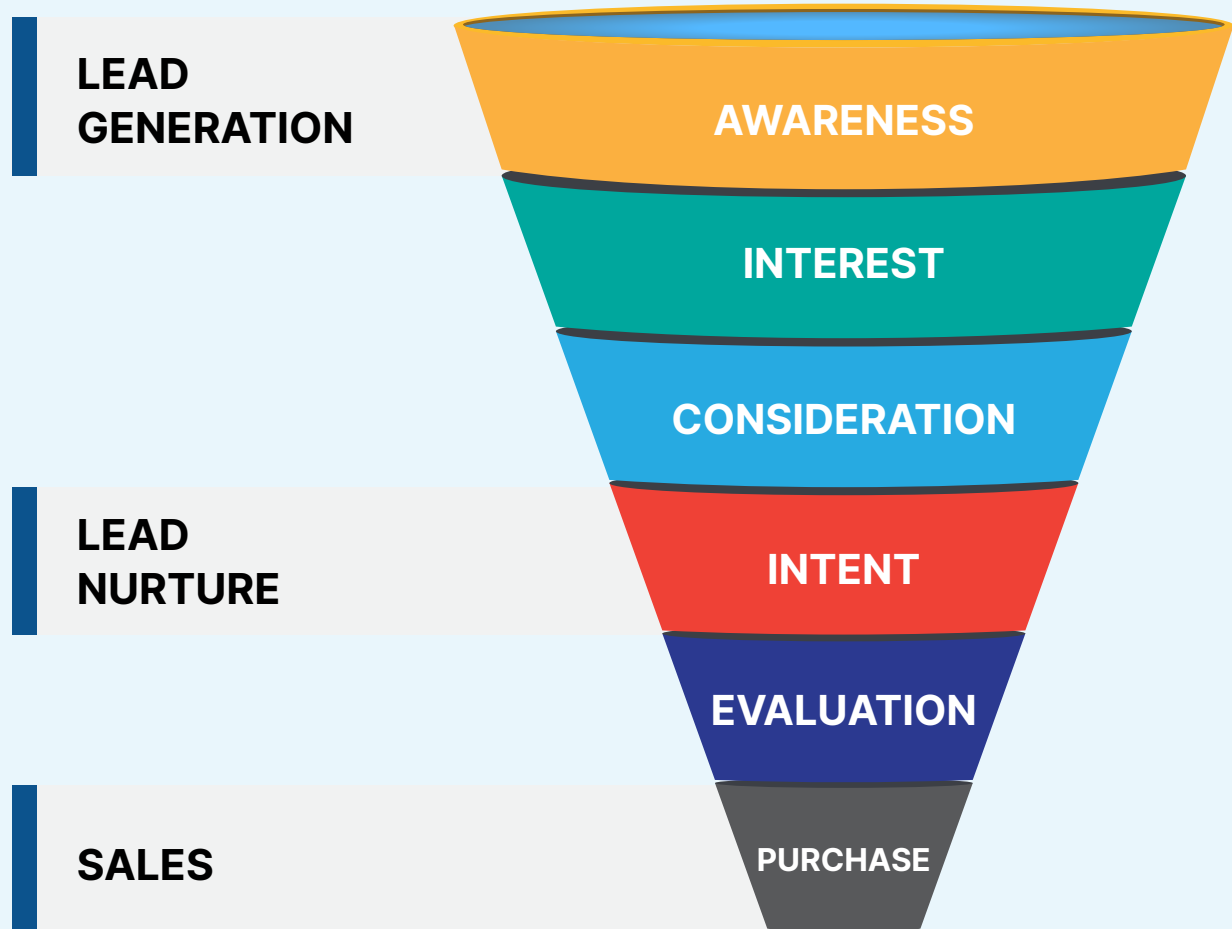 LEAD
GENERATION
AWARENESS
INTEREST
CONSIDERATION
LEAD
NURTURE
INTENT
EVALUATION
SALES
PURCHASE